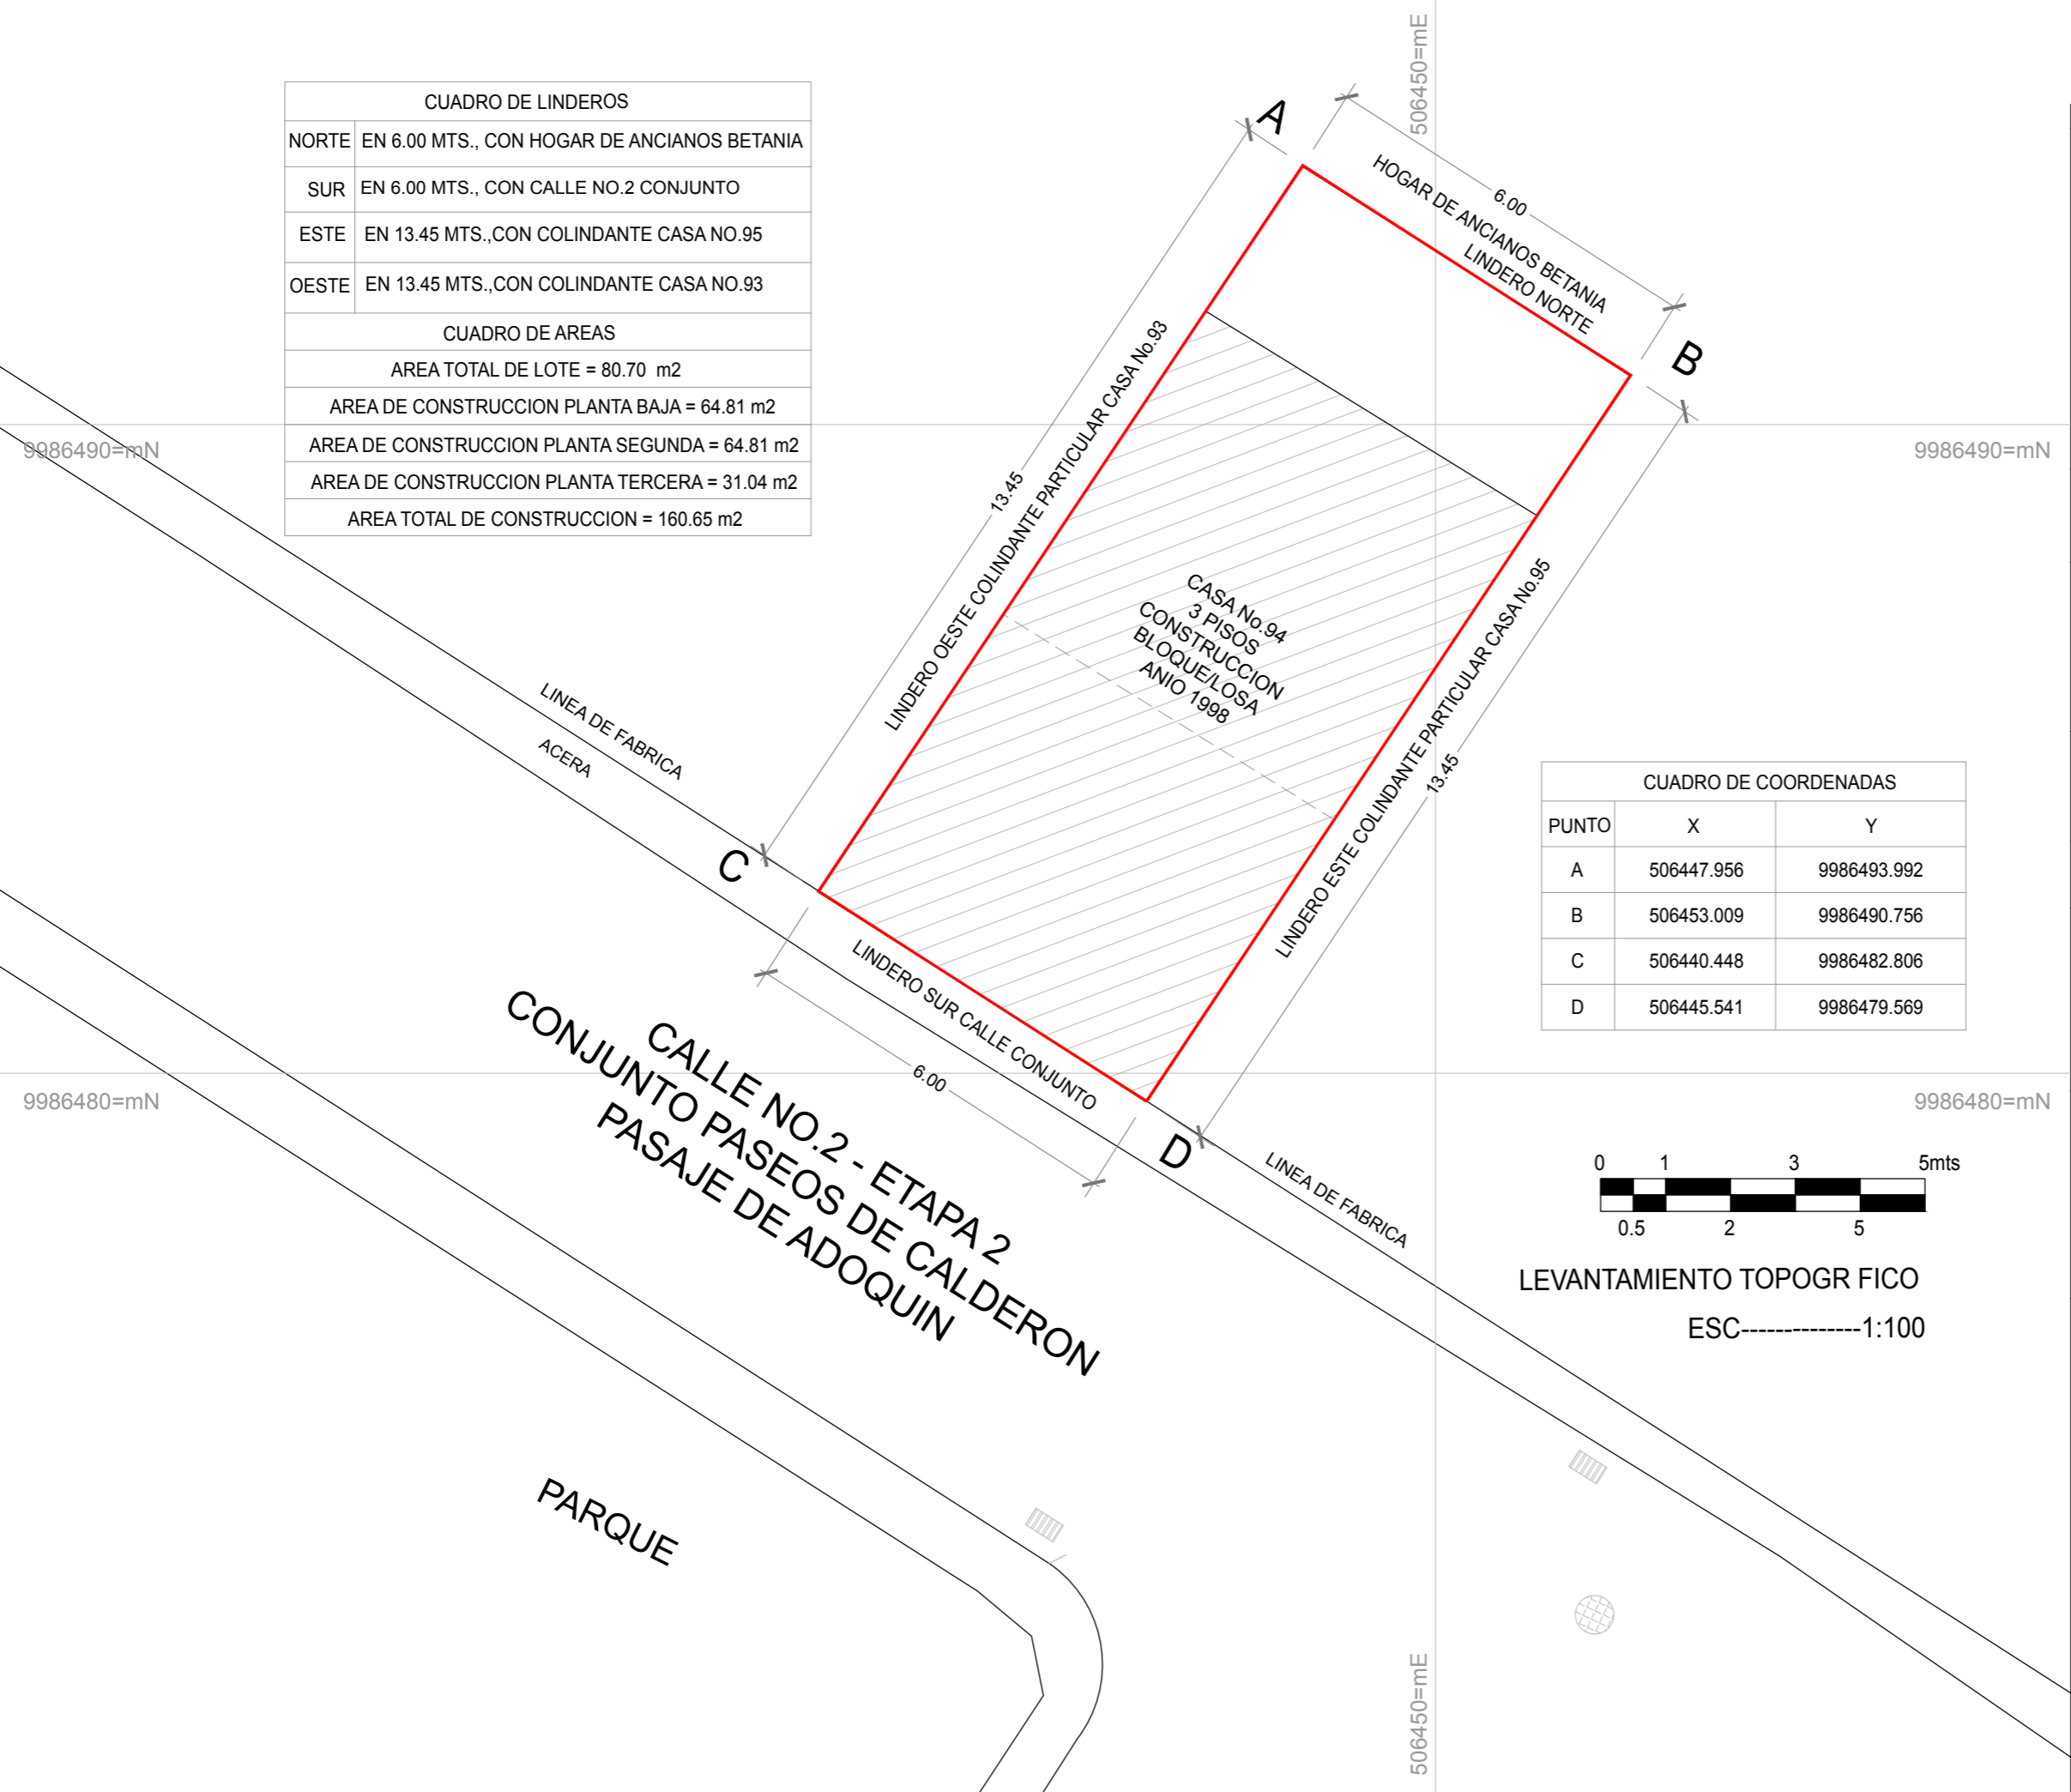 506450=mE
CUADRO DE LINDEROS
NORTE EN 6.00 MTS., CON HOGAR DE ANCIANOS BETANIA
SUR EN 6.00 MTS., CON CALLE NO.2 CONJUNTO
ESTE EN 13.45 MTS.,CON COLINDANTE CASA NO.95
OESTE EN 13.45 MTS.,CON COLINDANTE CASA NO.93
CUADRO DE AREAS
AREA TOTAL DE LOTE = 80.70 m2
AREA DE CONSTRUCCION PLANTA BAJA = 64.81 m2
AREA DE CONSTRUCCION PLANTA SEGUNDA = 64.81 m2
AREA DE CONSTRUCCION PLANTA TERCERA = 31.04 m2
AREA TOTAL DE CONSTRUCCION = 160.65 m2
A
6.00
HOGAR DE ANCIANOS BETANIA
LINDERO NORTE
B
9986490=mN
9986490=mN
13.45
LINDERO OESTE COLINDANTE PARTICULAR CASA No.93
CASA No.94
3 PISOS
CONSTRUCCION
BLOQUE/LOSA
ANIO 1998
LINDERO ESTE COLINDANTE PARTICULAR CASA No.95
13.45
LINEA DE FABRICA
ACERA
C
LINDERO SUR CALLE CONJUNTO
6.00
D
LINEA DE FABRICA
CUADRO DE COORDENADAS
PUNTO X Y
A 506447.956 9986493.992
B 506453.009 9986490.756
C 506440.448 9986482.806
D 506445.541 9986479.569
9986480=mN
9986480=mN
CALLE NO.2 - ETAPA 2
CONJUNTO PASEOS DE CALDERON
PASAJE DE ADOQUIN
0 1 3 5mts
0.5 2 5
LEVANTAMIENTO TOPOGR FICO
ESC--------------1:100
PARQUE
506450=mE